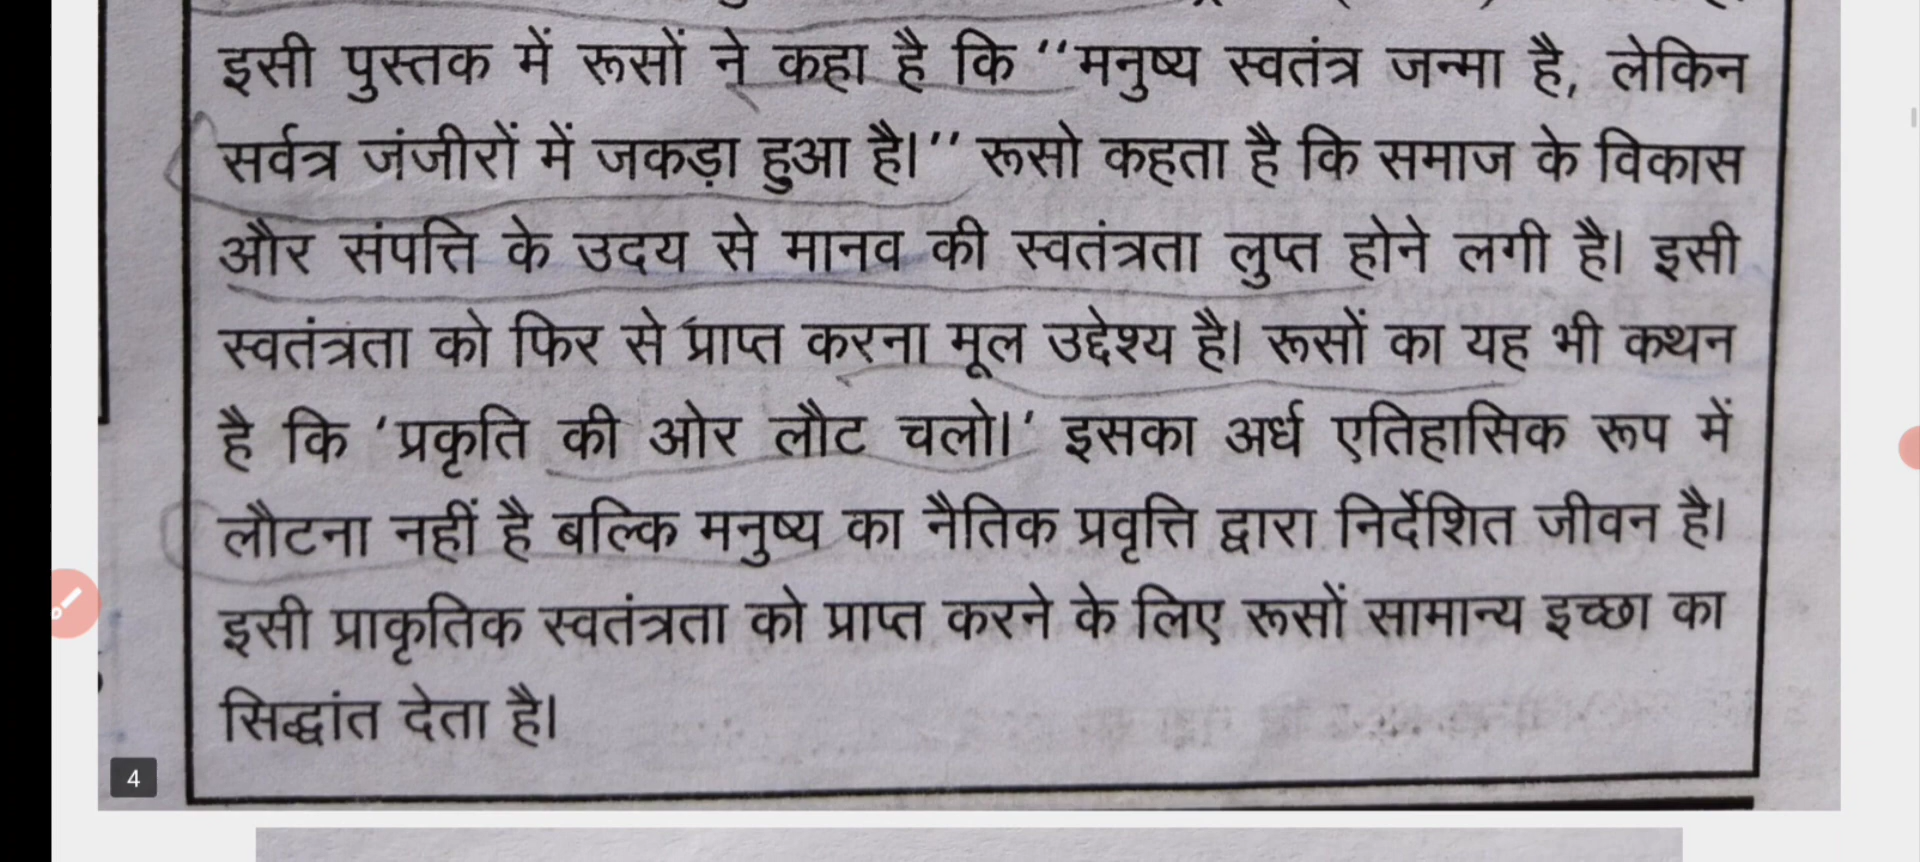 इसी पुस्तक में रूसों ने कहा है कि ‘‘मनुष्य स्वतंत्र जन्मा है, लेकिन
सर्वत्र जंजीरों में जकड़ा हुआ है।’’ रूसो कहता है कि समाज के विकास
और संपत्ति के उदय से मानव की स्वतंत्रता लुप्त होने लगी है। इसी
स्वतंत्रता को फिर से प्राप्त करना मूल उद्देश्य है। रूसों का यह भी कथन
है कि ‘प्रकृति की ओर लौट चलो।’ इसका अर्ध एतिहासिक रूप में
लौटना नहीं है बल्कि मनुष्य का नैतिक प्रवृत्ति द्वारा निर्देशित जीवन है।
इसी प्राकृतिक स्वतंत्रता को प्राप्त करने के लिए रूसों सामान्य इच्छा का
सिद्धांत देता है।
4